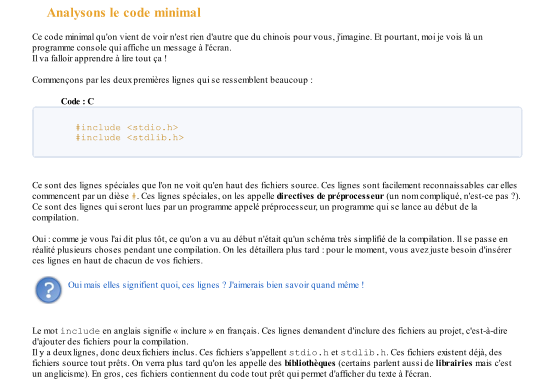 Analysons le code minimal
Ce code minimal qu'on vient de voir n'est rien d'autre que du chinois pour vous, j'imagine. Et pourtant, moi je vois là un
programme console qui affiche un message à l'écran.
Il va falloir apprendre à lire tout ça !
Commençons par les deux premières lignes qui se ressemblent beaucoup :
Code : C
#include <stdio.h>
#include <stdlib.h>
Ce sont des lignes spéciales que l'on ne voit qu'en haut des fichiers source. Ces lignes sont facilement reconnaissables car elles
commencent par un dièse #. Ces lignes spéciales, on les appelle directives de préprocesseur (un nom compliqué, n'est-ce pas ?).
Ce sont des lignes qui seront lues par un programme appelé préprocesseur, un programme qui se lance au début de la
compilation.
Oui : comme je vous l'ai dit plus tôt, ce qu'on a vu au début n'était qu'un schéma très simplifié de la compilation. Il se passe en
réalité plusieurs choses pendant une compilation. On les détaillera plus tard : pour le moment, vous avez juste besoin d'insérer
ces lignes en haut de chacun de vos fichiers.
?
Oui mais elles signifient quoi, ces lignes ? J'aimerais bien savoir quand même !
Le mot include en anglais signifie « inclure » en français. Ces lignes demandent d'inclure des fichiers au projet, c'est-à-dire
d'ajouter des fichiers pour la compilation.
Il y a deux lignes, donc deux fichiers inclus. Ces fichiers s'appellent stdio.h et stdlib.h. Ces fichiers existent déjà, des
fichiers source tout prêts. On verra plus tard qu'on les appelle des bibliothèques (certains parlent aussi de librairies mais c'est
un anglicisme). En gros, ces fichiers contiennent du code tout prêt qui permet d'afficher du texte à l'écran.